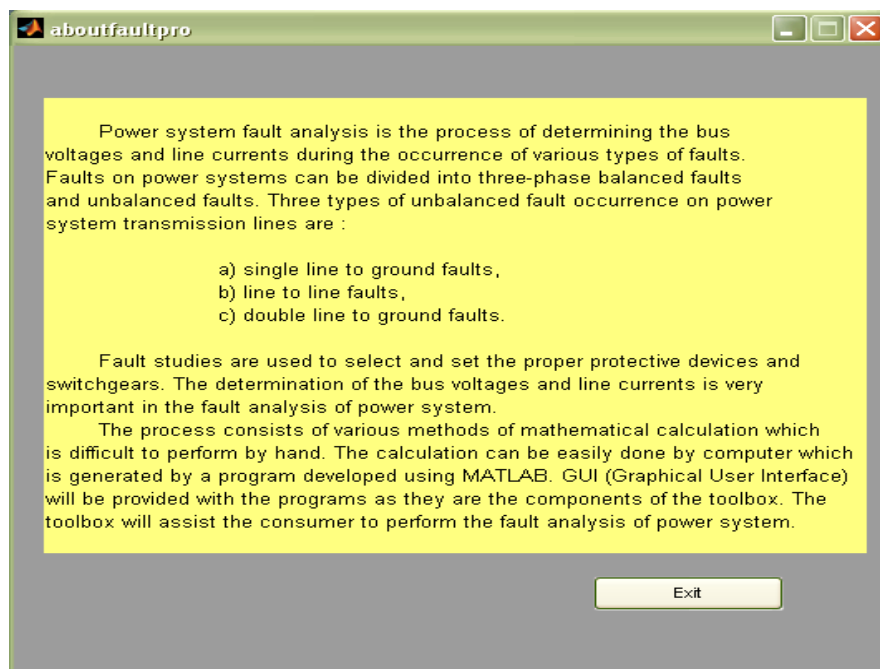 aboutfaultpro
Power system fault analysis is the process of determining the bus
voltages and line currents during the occurrence of various types of faults.
Faults on power systems can be divided into three-phase balanced faults
and unbalanced faults. Three types of unbalanced fault occurrence on power
system transmission lines are :
a) single line to ground faults,
b) line to line faults,
c) double line to ground faults.
Fault studies are used to select and set the proper protective devices and
switchgears. The determination of the bus voltages and line currents is very
important in the fault analysis of power system.
The process consists of various methods of mathematical calculation which
is difficult to perform by hand. The calculation can be easily done by computer which
is generated by a program developed using MATLAB. GUI (Graphical User Interface)
will be provided with the programs as they are the components of the toolbox. The
toolbox will assist the consumer to perform the fault analysis of power system.
Exit